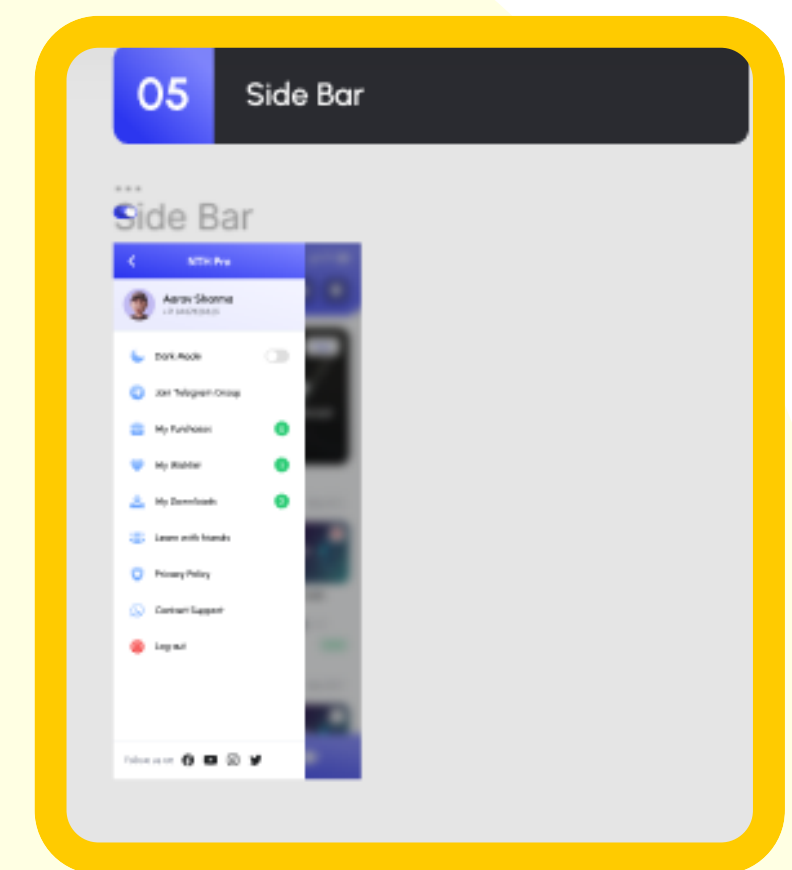 05 Side Bar
Side Bar
NTH Pro
Aarav Sharma
Dark Mode
Join Telegram Group
My Purchases
My Wishlist
My Downloads
Learn with friends
Privacy Policy
Contact Support
Log out
Follow us on